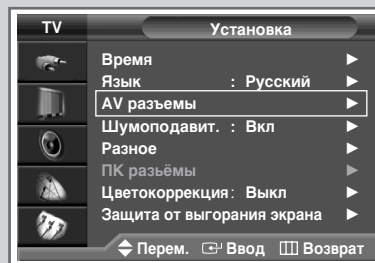 TV Установка
Время
Язык : Русский
AV разъемы
Шумоподавит. : Вкл
Разное
ПК разьёмы
Цветокоррекция: Выкл
Защита от выгорания экрана
Перем. Ввод Возврат